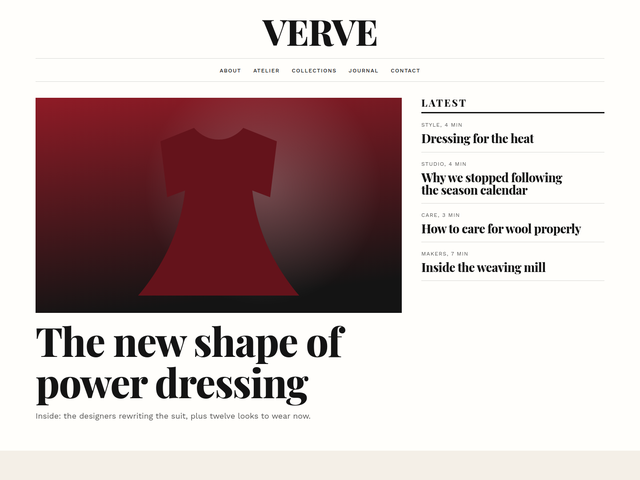 VERVE
ABOUT ATELIER COLLECTIONS JOURNAL CONTACT
The new shape of
power dressing
Inside: the designers rewriting the suit, plus twelve looks to wear now.
LATEST
STYLE, 4 MIN
Dressing for the heat
STUDIO, 4 MIN
Why we stopped following
the season calendar
CARE, 3 MIN
How to care for wool properly
MAKERS, 7 MIN
Inside the weaving mill